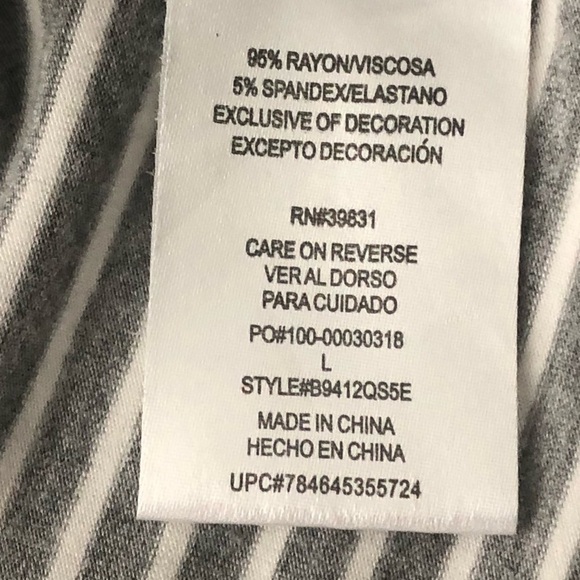 95% RAYON/VISCOSA
5% SPANDEX/ELASTANO
EXCLUSIVE OF DECORATION
EXCEPTO DECORACIÓN
RN#39831
CARE ON REVERSE
VER AL DORSO
PARA CUIDADO
PO#100-00030318
L
STYLE#B9412QS5E
MADE IN CHINA
HECHO EN CHINA
UPC#784645355724